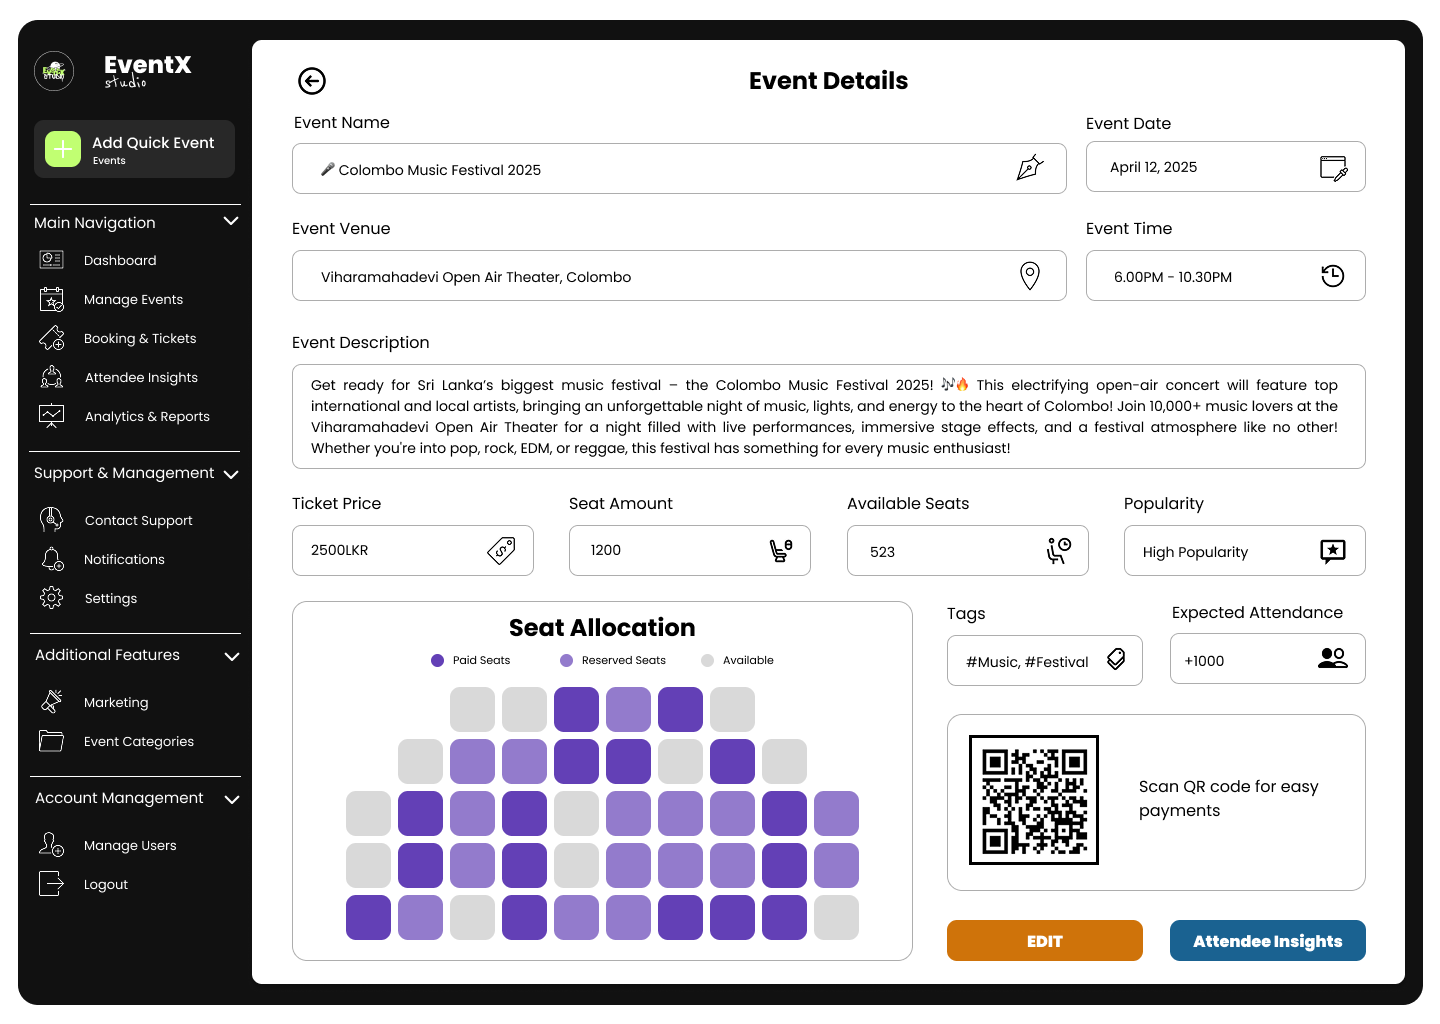 EventX
studio
Add Quick Event
Events
Main Navigation
Dashboard
Manage Events
Booking & Tickets
Attendee Insights
Analytics & Reports
Support & Management
Contact Support
Notifications
Settings
Additional Features
Marketing
Event Categories
Account Management
Manage Users
Logout
Event Details
Event Name
🎤 Colombo Music Festival 2025
Event Date
April 12, 2025
Event Venue
Viharamahadevi Open Air Theater, Colombo
Event Time
6.00PM - 10.30PM
Event Description
Get ready for Sri Lanka’s biggest music festival – the Colombo Music Festival 2025! 🎶🔥 This electrifying open-air concert will feature top
international and local artists, bringing an unforgettable night of music, lights, and energy to the heart of Colombo! Join 10,000+ music lovers at the
Viharamahadevi Open Air Theater for a night filled with live performances, immersive stage effects, and a festival atmosphere like no other!
Whether you're into pop, rock, EDM, or reggae, this festival has something for every music enthusiast!
Ticket Price
2500LKR
Seat Amount
1200
Available Seats
523
Popularity
High Popularity
Seat Allocation
Paid Seats
Reserved Seats
Available
Tags
#Music, #Festival
Expected Attendance
+1000
Scan QR code for easy
payments
EDIT
Attendee Insights